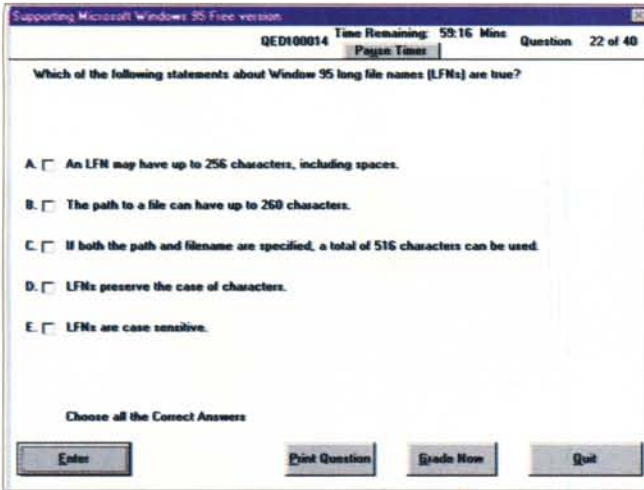 Supporting Microsoft Windows 95 Free version
QED100014 Time Remaining: 59:16 Mins Question 22 of 40
Pause Timer
Which of the following statements about Window 95 long file names (LFNs) are true?
A. An LFN may have up to 256 characters, including spaces.
B. The path to a file can have up to 260 characters.
C. If both the path and filename are specified, a total of 516 characters can be used.
D. LFNs preserve the case of characters.
E. LFNs are case sensitive.
Choose all the Correct Answers
Enter Print Question Grade Now Quit